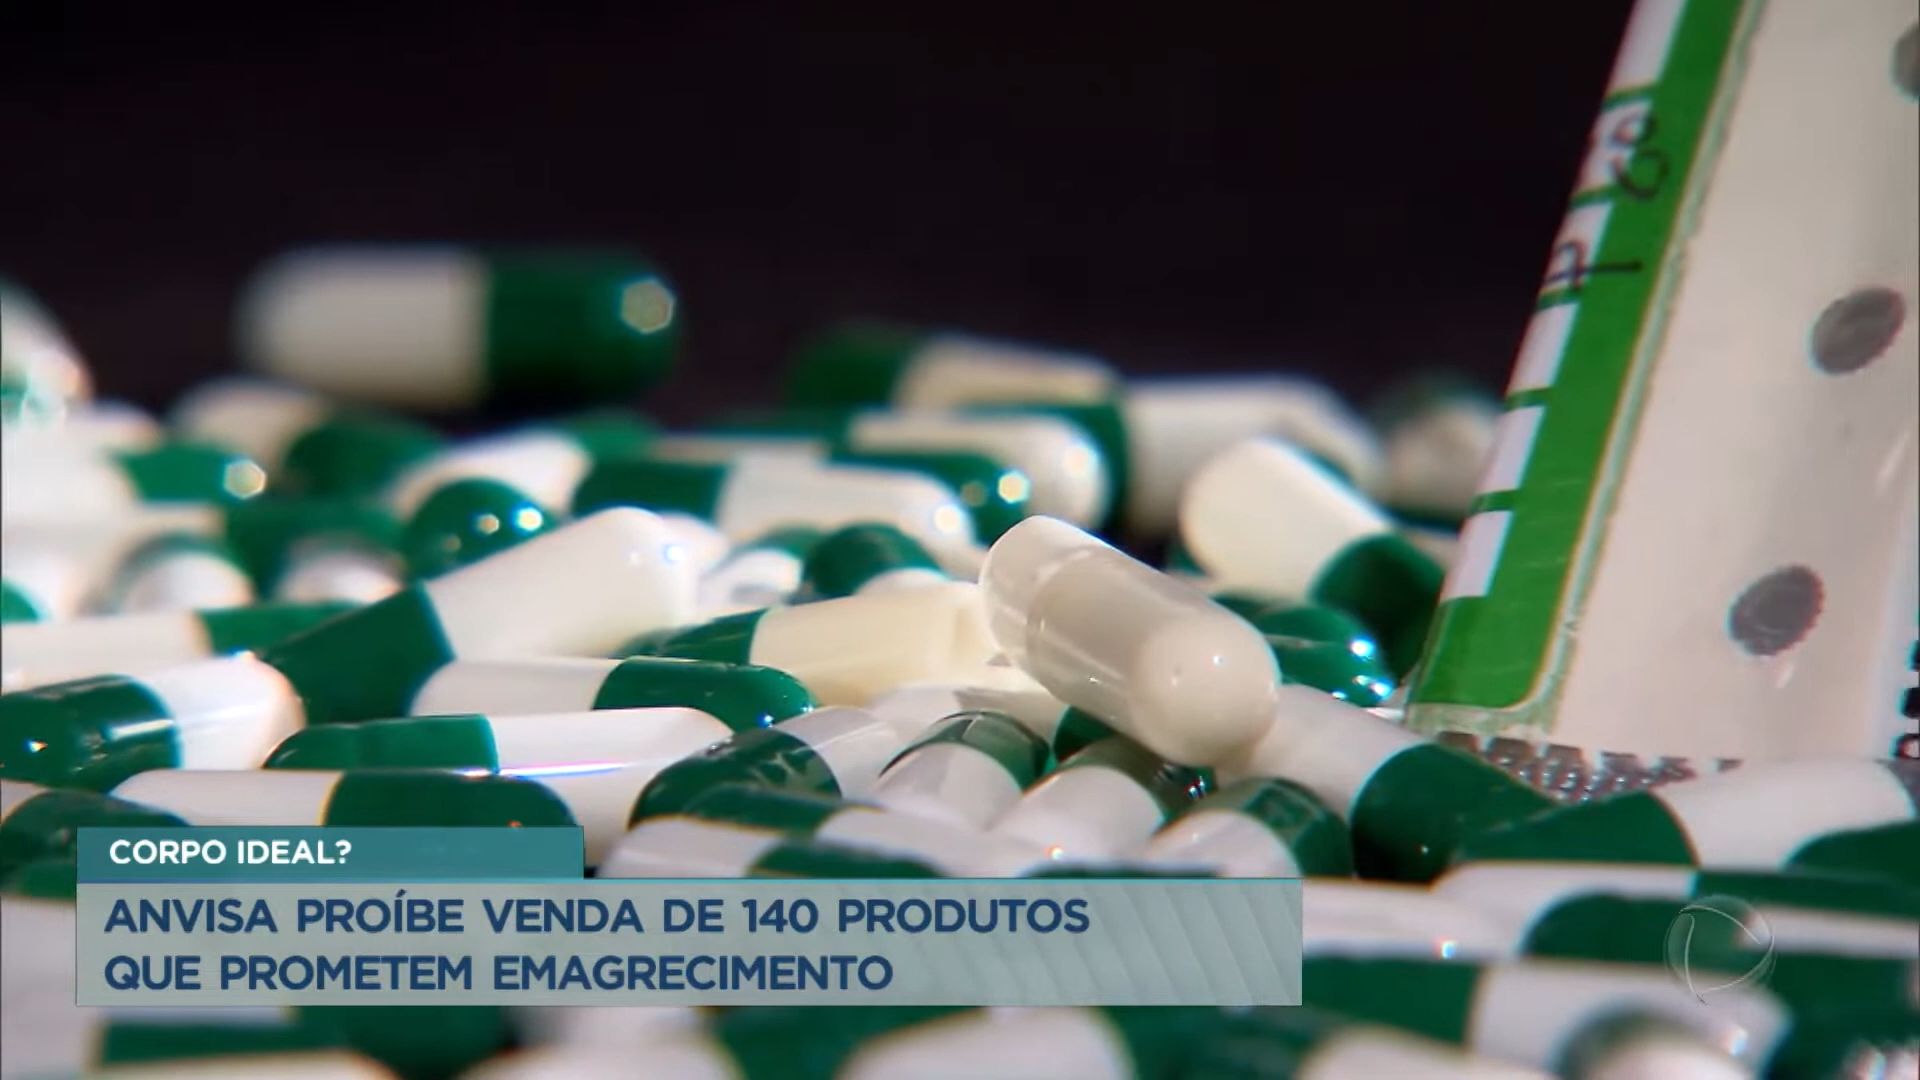 CORPO IDEAL?
ANVISA PROÍBE VENDA DE 140 PRODUTOS
QUE PROMETEM EMAGRECIMENTO